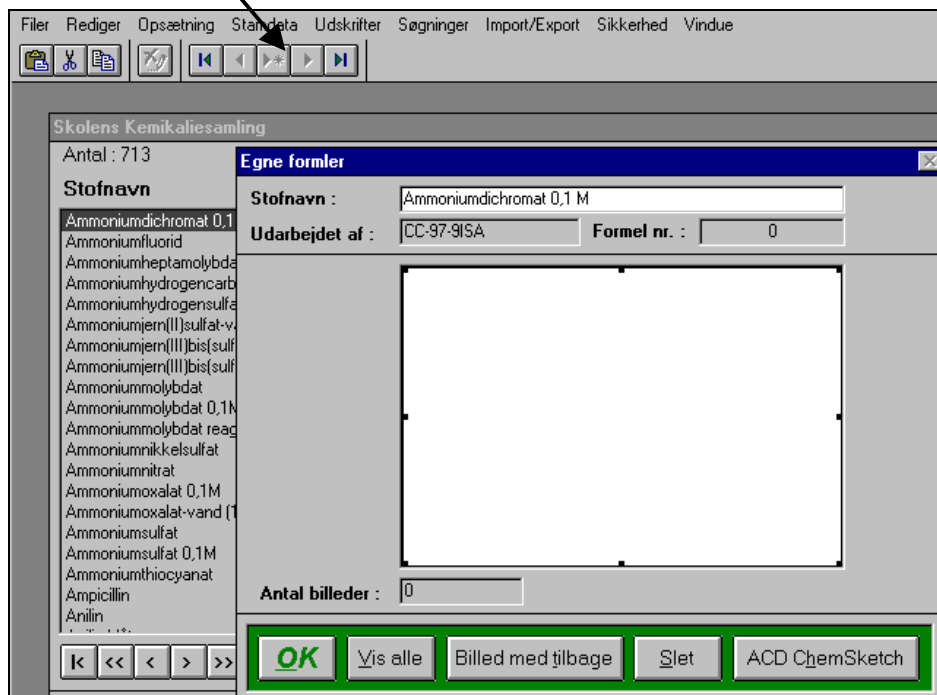 Filer Rediger Opsætning Stamdata Udskrifter Søgninger Import/Export Sikkerhed Vindue
Skolens Kemikaliesamling
Antal : 713
Stofnavn
Ammoniumdichromat 0,1
Ammoniumfluorid
Ammoniumheptamolybda
Ammoniumhydrogencarb
Ammoniumhydrogensulfa
Ammoniumjern(II)sulfat-va
Ammoniumjern(III)bis(sulf
Ammoniumjern(III)bis(sulf
Ammoniummolybdat
Ammoniummolybdat 0,1M
Ammoniummolybdat reag
Ammoniumnikkelsulfat
Ammoniumnitrat
Ammoniumoxalat 0,1M
Ammoniumoxalat-vand (1
Ammoniumsulfat
Ammoniumsulfat 0,1M
Ammoniumthiocyanat
Ampicillin
Anilin
|< << < > >>
Egne formler
Stofnavn : Ammoniumdichromat 0,1 M
Udarbejdet af : CC-97-9ISA Formel nr. : 0
Antal billeder : 0
OK Vis alle Billed med tilbage Slet ACD ChemSketch